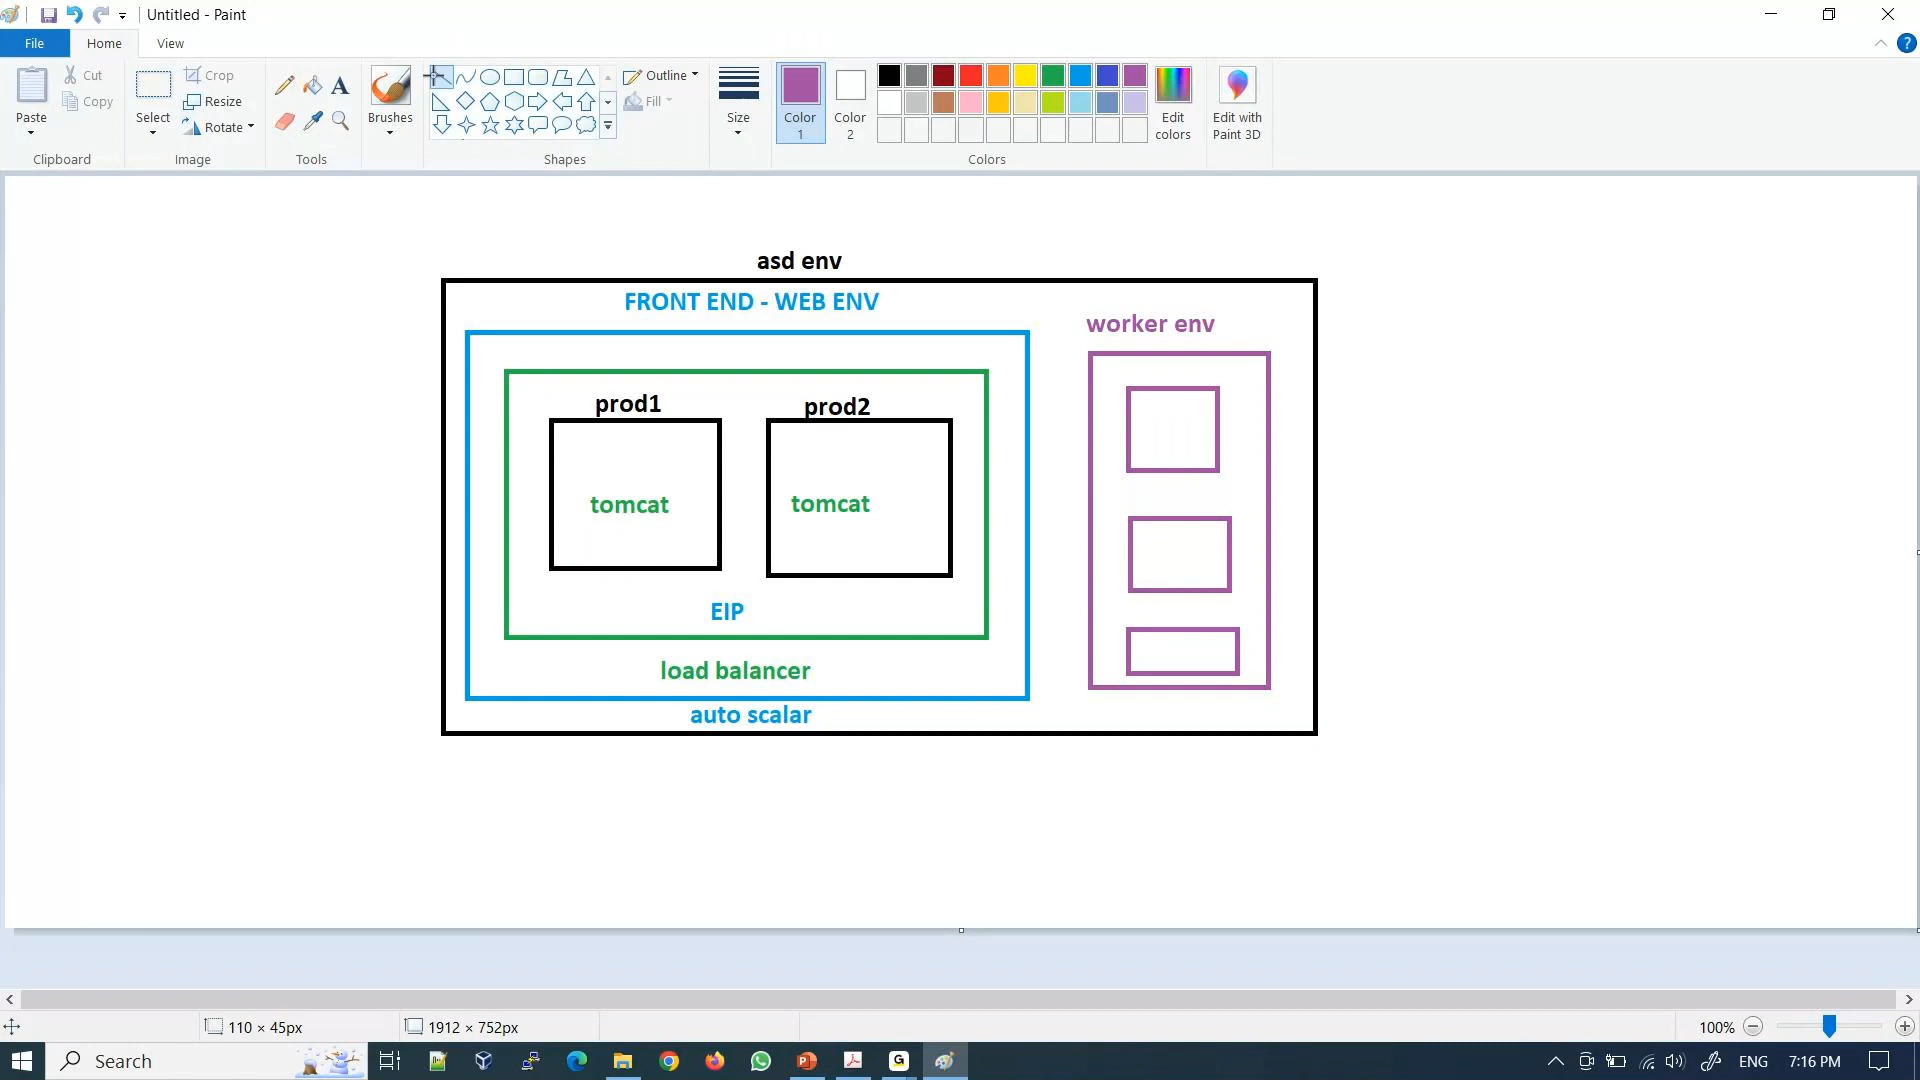 Untitled - Paint
File
Home
View
Paste
Cut
Copy
Clipboard
Select
Crop
Resize
Rotate
Image
A
Tools
Brushes
Shapes
Outline
Fill
Size
Color
1
Color
2
Edit
colors
Colors
Edit with
Paint 3D
asd env
FRONT END - WEB ENV
worker env
prod1
prod2
tomcat
tomcat
EIP
load balancer
auto scalar
110 × 45px
1912 × 752px
100%
Search
G
ENG
7:16 PM